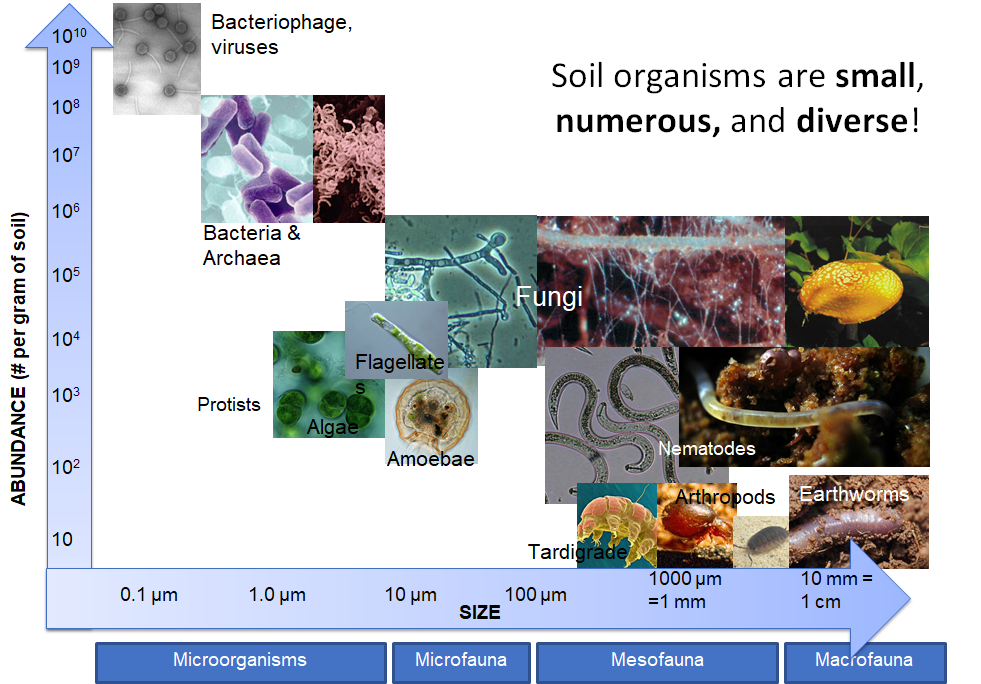 Soil organisms are small,
numerous, and diverse!
ABUNDANCE (# per gram of soil)
10¹⁰
10⁹
10⁸
10⁷
10⁶
10⁵
10⁴
10³
10²
10
Bacteriophage,
viruses
Bacteria &
Archaea
Fungi
Flagellate
s
Protists
Algae
Amoebae
Nematodes
Arthropods
Earthworms
Tardigrade
0.1 µm
1.0 µm
10 µm
100 µm
1000 µm
=1 mm
10 mm =
1 cm
SIZE
Microorganisms
Microfauna
Mesofauna
Macrofauna